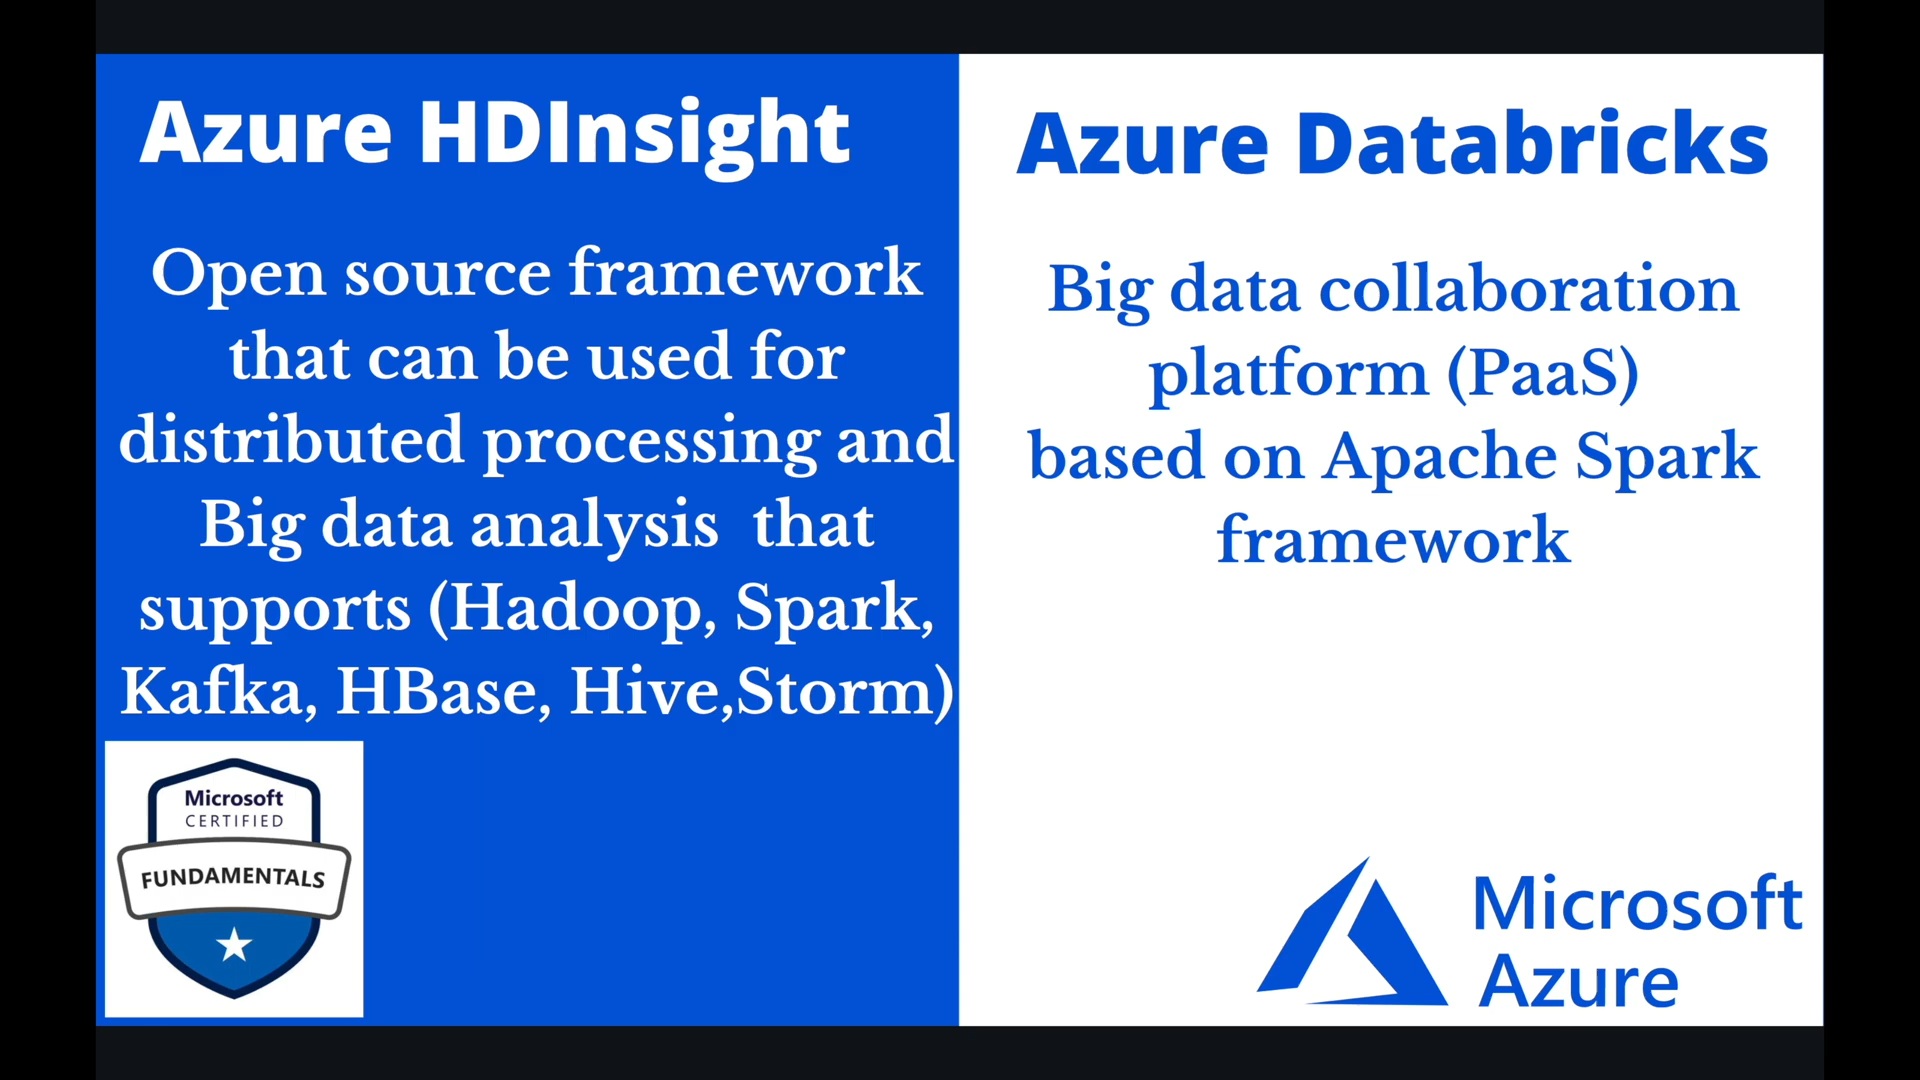 Azure HDInsight
Open source framework
that can be used for
distributed processing and
Big data analysis  that
supports (Hadoop, Spark,
Kafka, HBase, Hive,Storm)
Microsoft
CERTIFIED
FUNDAMENTALS
Azure Databricks
Big data collaboration
platform (PaaS)
based on Apache Spark
framework
Microsoft
Azure